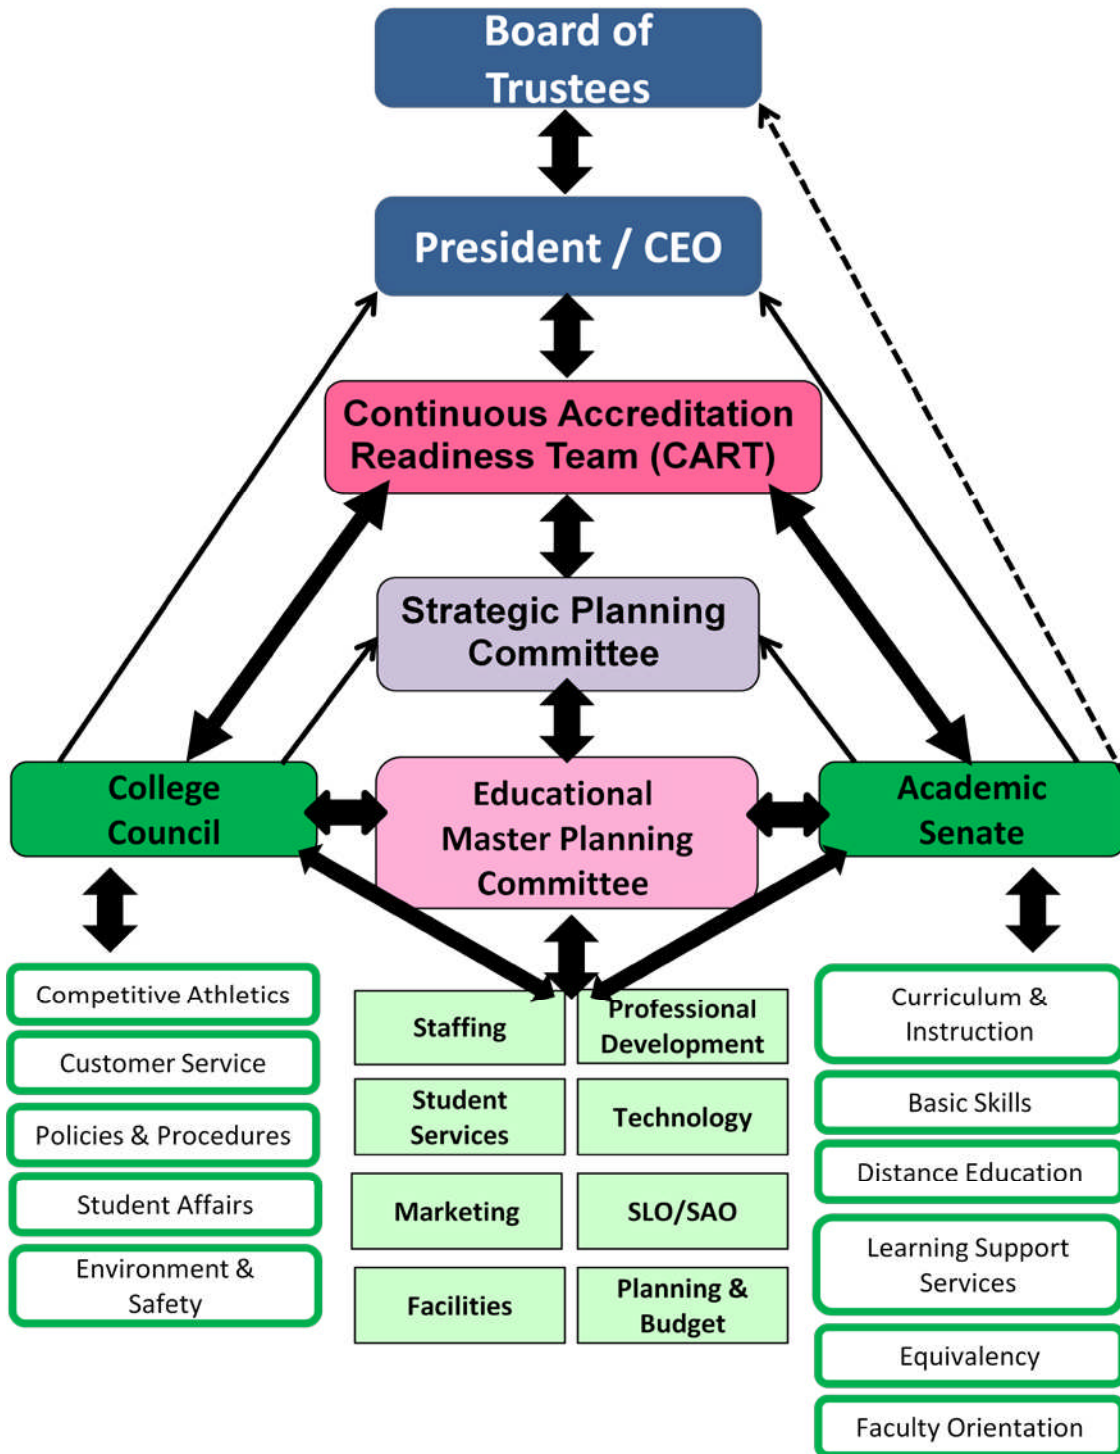 Board of
Trustees
President / CEO
Continuous Accreditation
Readiness Team (CART)
Strategic Planning
Committee
College
Council
Educational
Master Planning
Committee
Academic
Senate
Competitive Athletics
Customer Service
Policies & Procedures
Student Affairs
Environment &
Safety
Staffing
Professional
Development
Student
Services
Technology
Marketing
SLO/SAO
Facilities
Planning &
Budget
Curriculum &
Instruction
Basic Skills
Distance Education
Learning Support
Services
Equivalency
Faculty Orientation